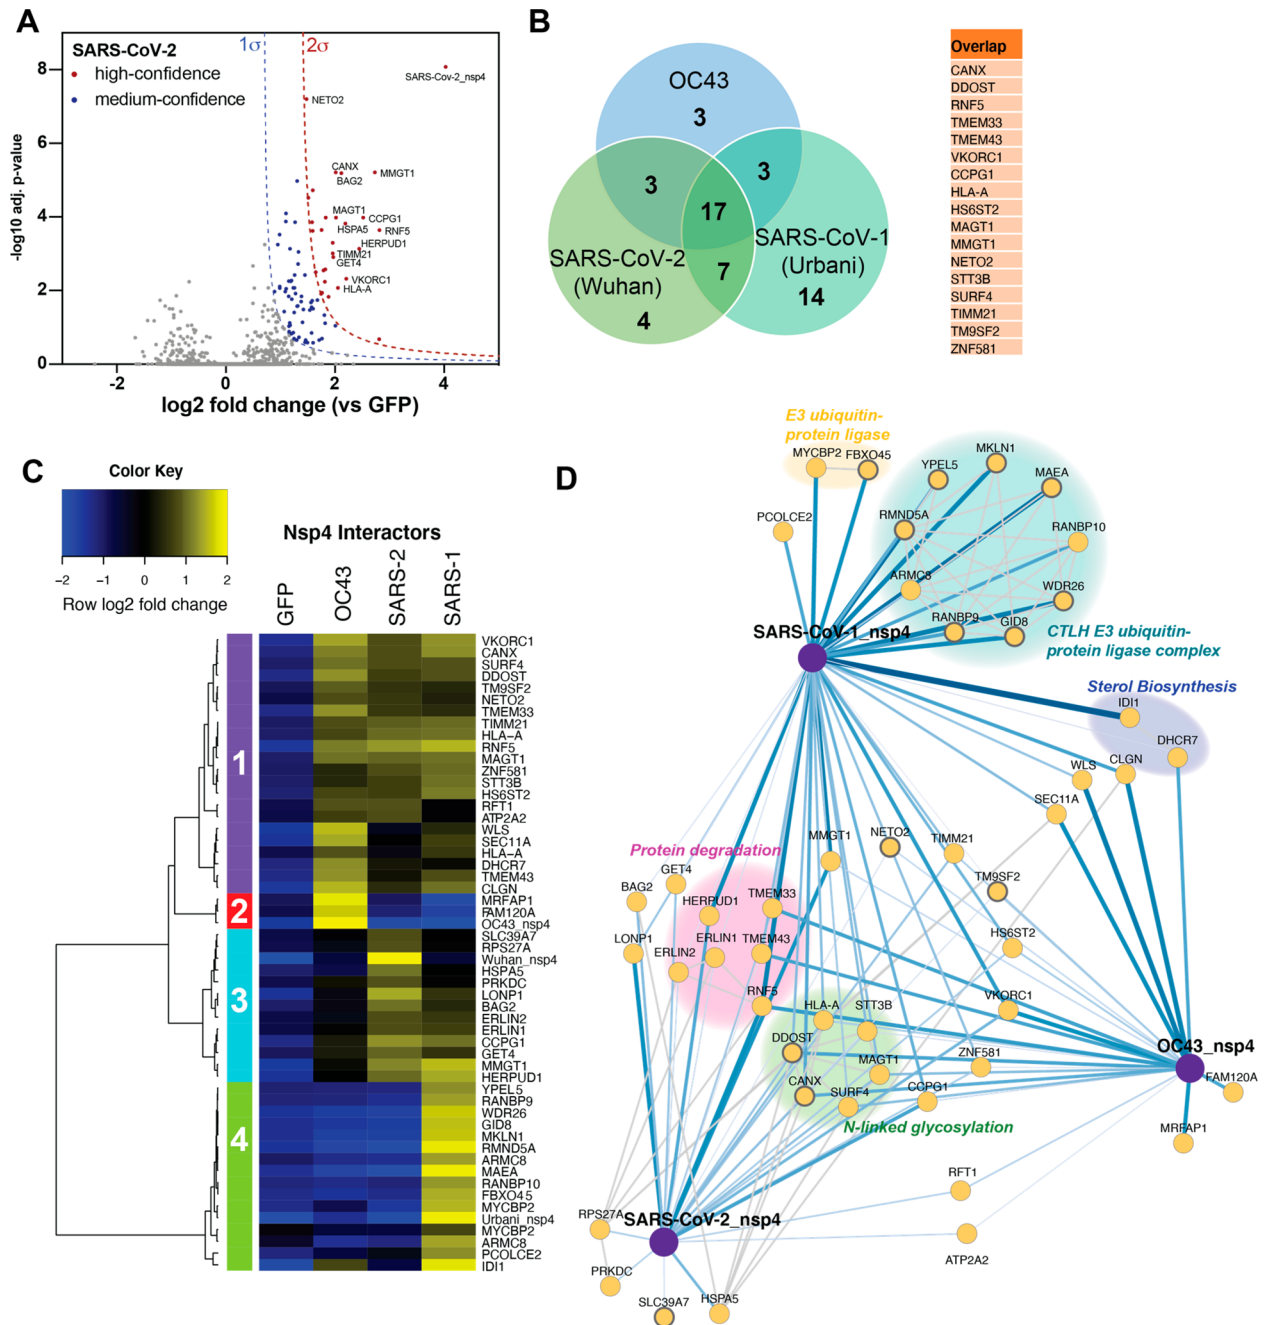 A
SARS-CoV-2
high-confidence
medium-confidence
1σ
2σ
SARS-Cov-2_nsp4
NETO2
CANX
BAG2
MMGT1
MAGT1
CCPG1
HSPA5
RNF5
HERPUD1
TIMM21
GET4
VKORC1
HLA-A
-log10 adj. p-value
8
6
4
2
0
-2
0
2
4
log2 fold change (vs GFP)
B
OC43
3
3
3
17
SARS-CoV-2
(Wuhan)
4
7
SARS-CoV-1
(Urbani)
14
Overlap
CANX
DDOST
RNF5
TMEM33
TMEM43
VKORC1
CCPG1
HLA-A
HS6ST2
MAGT1
MMGT1
NETO2
STT3B
SURF4
TIMM21
TM9SF2
ZNF581
C
Color Key
−2 −1 0 1 2
Row log2 fold change
Nsp4 Interactors
GFP
OC43
SARS-2
SARS-1
1
2
3
4
VKORC1
CANX
SURF4
DDOST
TM9SF2
NETO2
TMEM33
TIMM21
HLA−A
RNF5
MAGT1
ZNF581
STT3B
HS6ST2
RFT1
ATP2A2
WLS
SEC11A
HLA−A
DHCR7
TMEM43
CLGN
MRFAP1
FAM120A
OC43_nsp4
SLC39A7
RPS27A
Wuhan_nsp4
HSPA5
PRKDC
LONP1
BAG2
ERLIN2
ERLIN1
CCPG1
GET4
MMGT1
HERPUD1
YPEL5
RANBP9
WDR26
GID8
MKLN1
RMND5A
ARMC8
MAEA
RANBP10
FBXO45
MYCBP2
Urbani_nsp4
MYCBP2
ARMC8
PCOLCE2
IDI1
D
E3 ubiquitin-
protein ligase
MYCBP2
FBXO45
PCOLCE2
YPEL5
MKLN1
MAEA
RMND5A
RANBP10
ARMC8
WDR26
RANBP9
GID8
CTLH E3 ubiquitin-
protein ligase complex
SARS-CoV-1_nsp4
Sterol Biosynthesis
IDI1
DHCR7
WLS
CLGN
SEC11A
MMGT1
NETO2
TIMM21
TM9SF2
HS6ST2
VKORC1
Protein degradation
GET4
BAG2
HERPUD1
TMEM33
LONP1
ERLIN2
ERLIN1
TMEM43
RNF5
HLA-A
STT3B
DDOST
MAGT1
ZNF581
CANX
SURF4
CCPG1
N-linked glycosylation
OC43_nsp4
FAM120A
MRFAP1
RFT1
ATP2A2
RPS27A
SARS-CoV-2_nsp4
PRKDC
SLC39A7
HSPA5